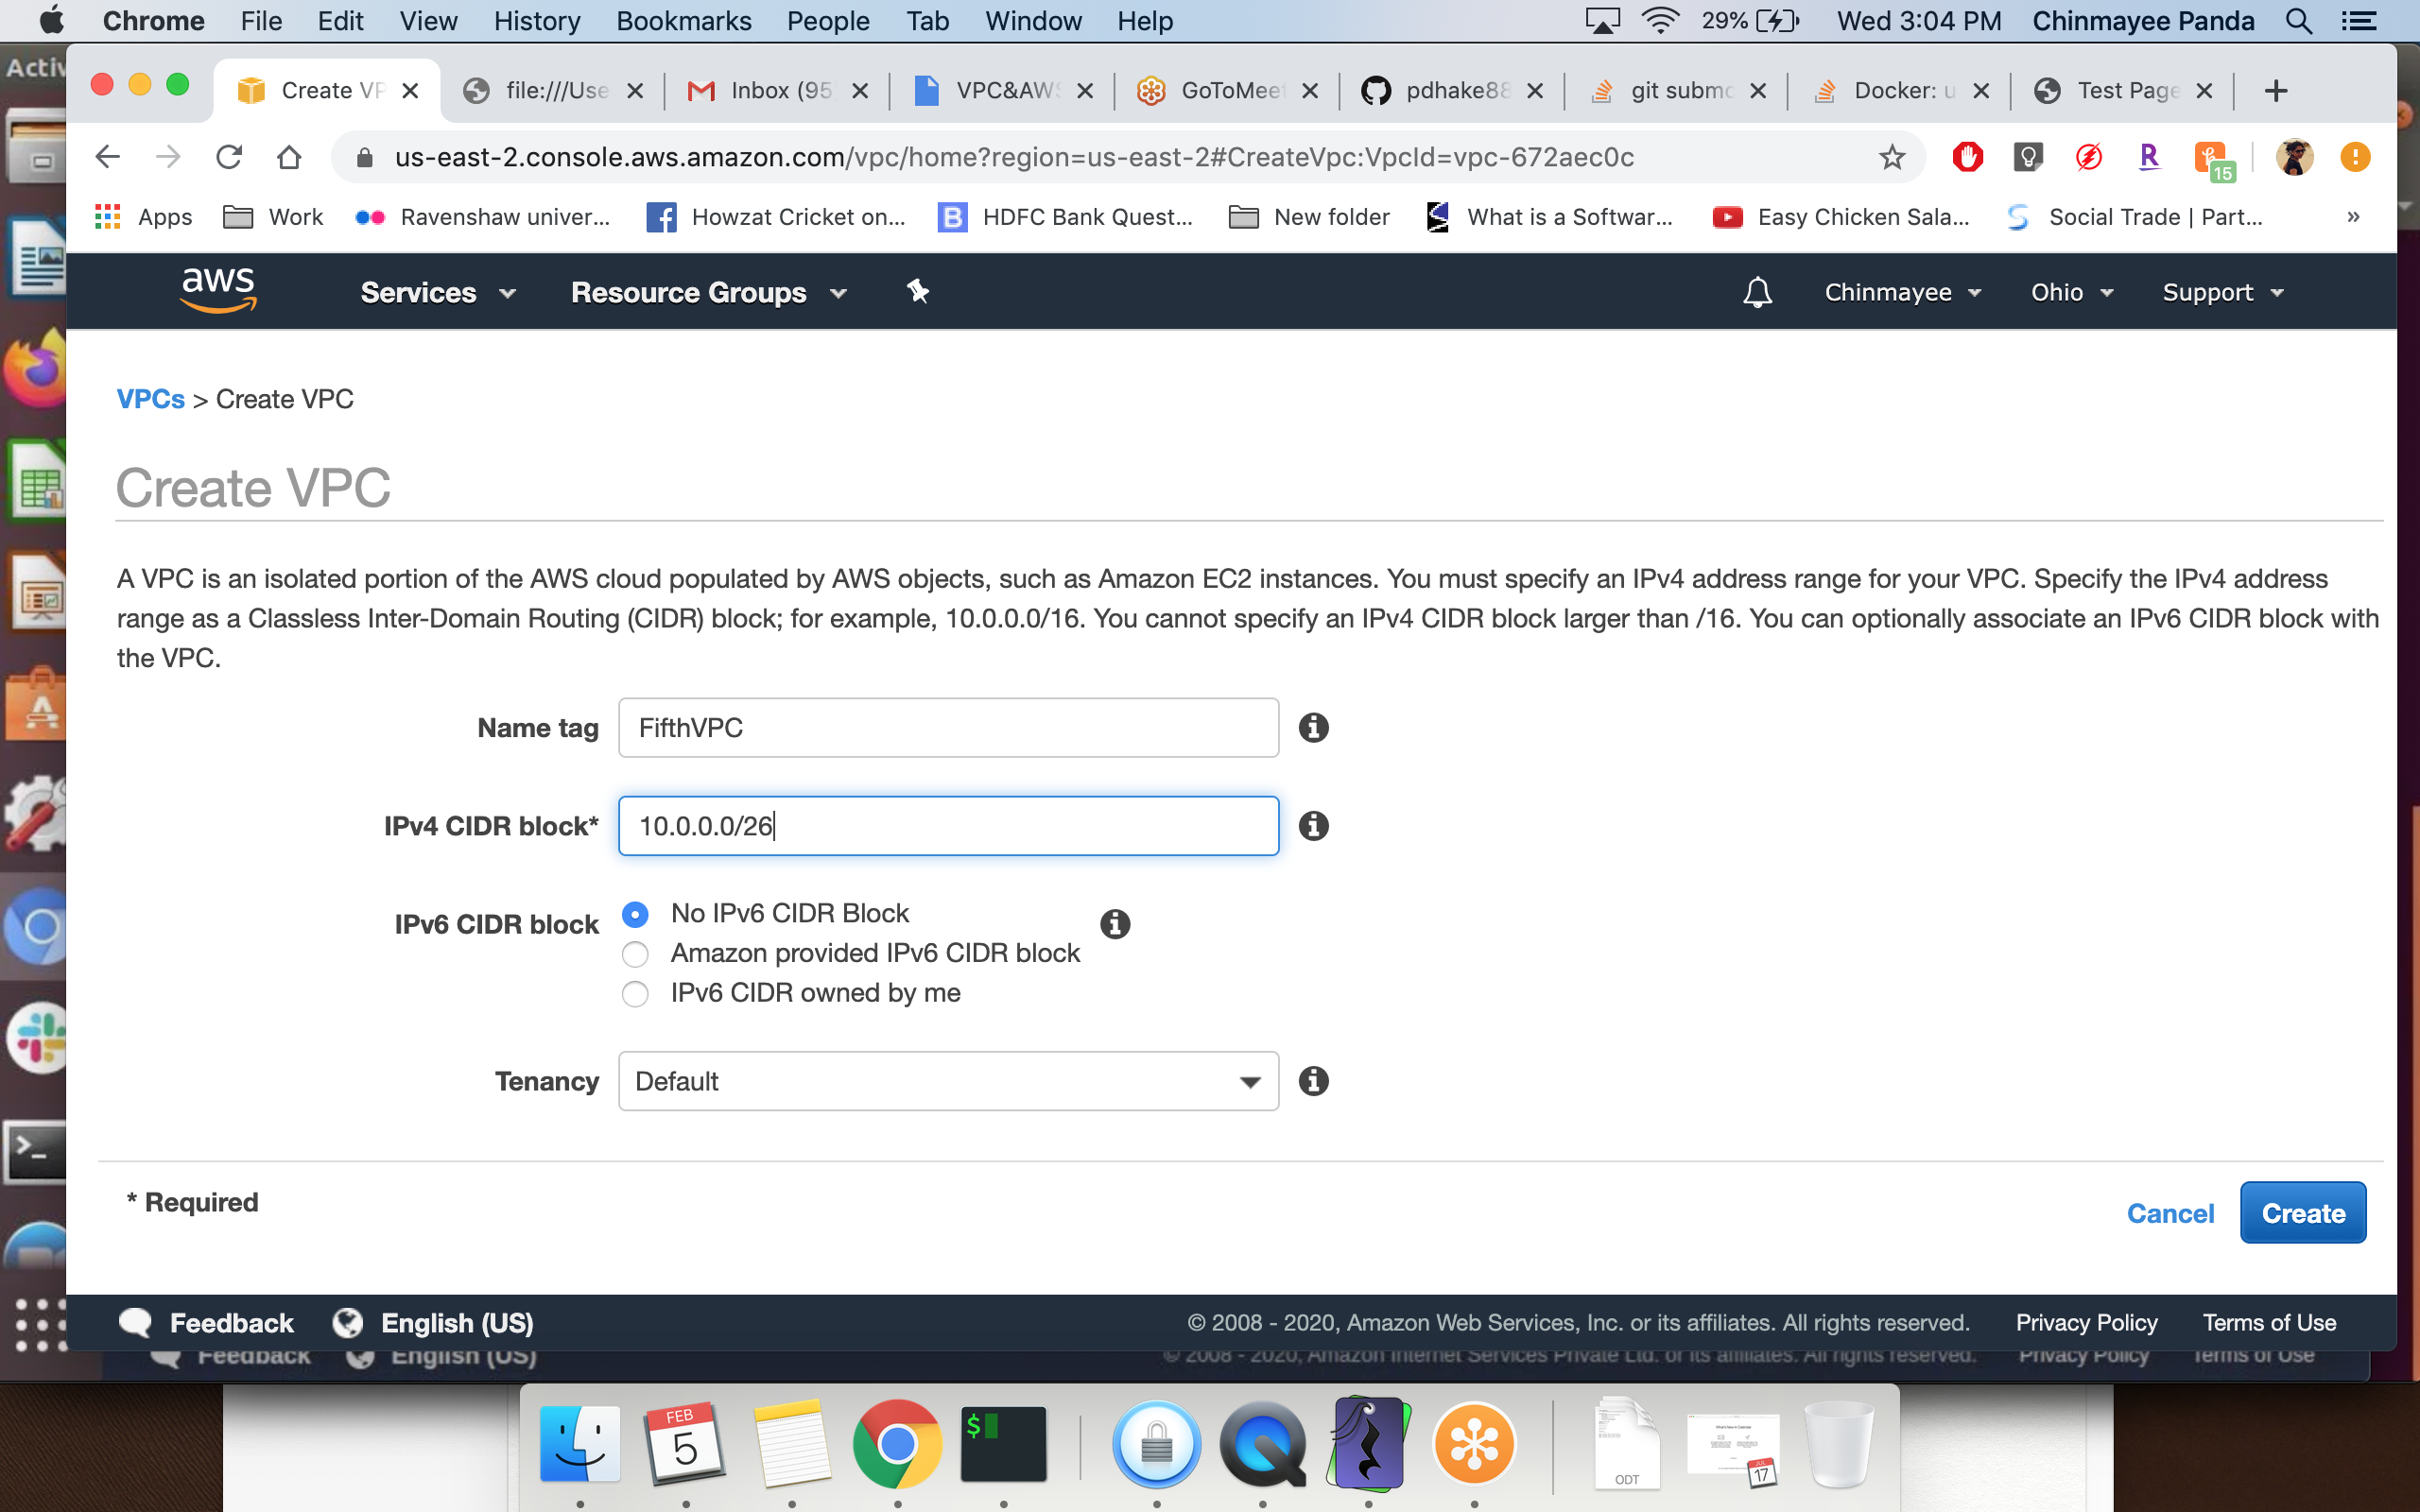 Chrome File Edit View History Bookmarks People Tab Window Help 29% Wed 3:04 PM Chinmayee Panda
Activ
Create VP file:///Use Inbox (95 VPC&AWS GoToMeet pdhake88 git submo Docker: u Test Page
us-east-2.console.aws.amazon.com/vpc/home?region=us-east-2#CreateVpc:VpcId=vpc-672aec0c
R 15
Apps Work Ravenshaw univer... Howzat Cricket on... B HDFC Bank Quest... New folder What is a Softwar... Easy Chicken Sala... Social Trade | Part... »
aws Services Resource Groups Chinmayee Ohio Support
VPCs > Create VPC
Create VPC
A VPC is an isolated portion of the AWS cloud populated by AWS objects, such as Amazon EC2 instances. You must specify an IPv4 address range for your VPC. Specify the IPv4 address
range as a Classless Inter-Domain Routing (CIDR) block; for example, 10.0.0.0/16. You cannot specify an IPv4 CIDR block larger than /16. You can optionally associate an IPv6 CIDR block with
the VPC.
Name tag FifthVPC
IPv4 CIDR block* 10.0.0.0/26
IPv6 CIDR block No IPv6 CIDR Block
Amazon provided IPv6 CIDR block
IPv6 CIDR owned by me
Tenancy Default
* Required
Cancel Create
Feedback English (US) © 2008 - 2020, Amazon Web Services, Inc. or its affiliates. All rights reserved. Privacy Policy Terms of Use
Feedback English (US) © 2008 - 2020, Amazon Internet Services Private Ltd. or its affiliates. All rights reserved. Privacy Policy Terms of Use
FEB
5
$
ODT
JUL
17